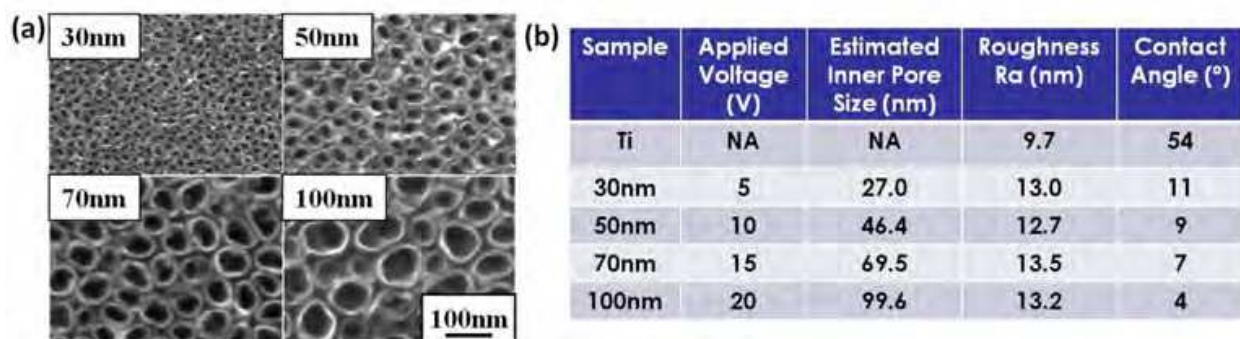 (a)
30nm
50nm
70nm
100nm
100nm
(b)
Sample Applied Voltage (V) Estimated Inner Pore Size (nm) Roughness Ra (nm) Contact Angle (°)
Ti NA NA 9.7 54
30nm 5 27.0 13.0 11
50nm 10 46.4 12.7 9
70nm 15 69.5 13.5 7
100nm 20 99.6 13.2 4